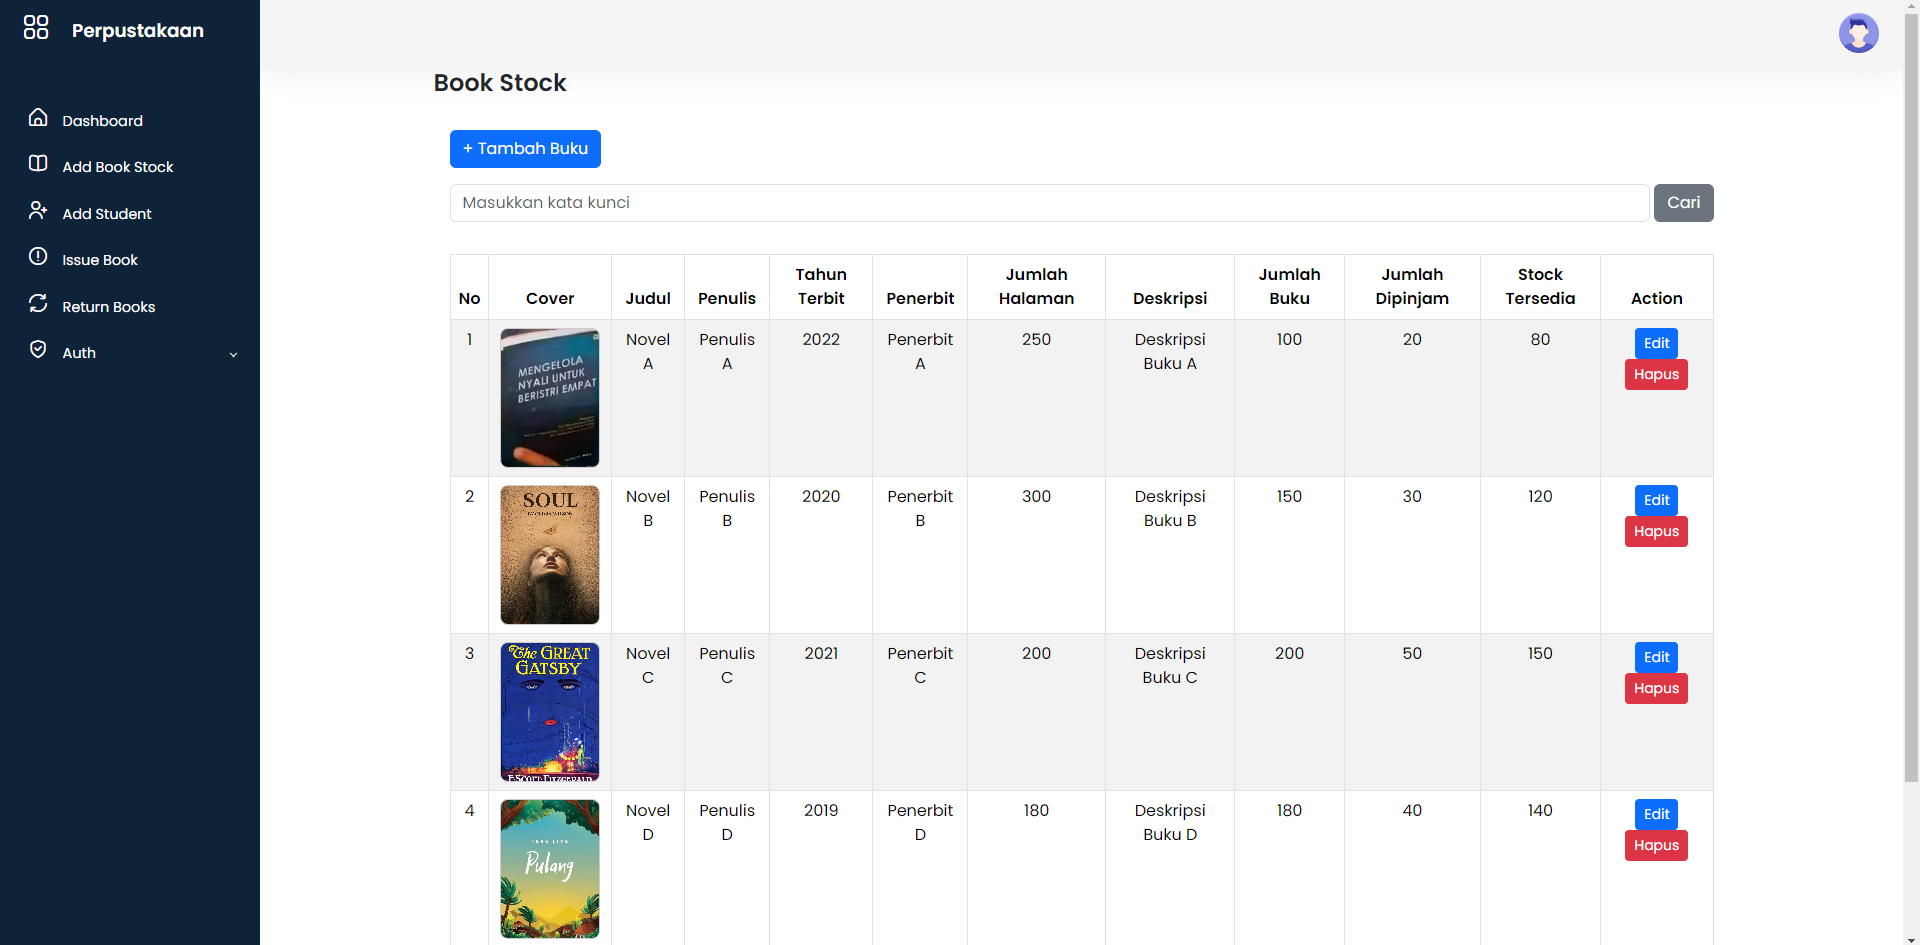 Perpustakaan
Dashboard
Add Book Stock
Add Student
Issue Book
Return Books
Auth
Book Stock
+ Tambah Buku
Masukkan kata kunci
Cari
No
Cover
Judul
Penulis
Tahun
Terbit
Penerbit
Jumlah
Halaman
Deskripsi
Jumlah
Buku
Jumlah
Dipinjam
Stock
Tersedia
Action
1
MENGELOLA
NYALI UNTUK
BERISTRI EMPAT
Novel
A
Penulis
A
2022
Penerbit
A
250
Deskripsi
Buku A
100
20
80
Edit
Hapus
2
SOUL
Novel
B
Penulis
B
2020
Penerbit
B
300
Deskripsi
Buku B
150
30
120
Edit
Hapus
3
The GREAT
GATSBY
F·SCOTT·FITZGERALD
Novel
C
Penulis
C
2021
Penerbit
C
200
Deskripsi
Buku C
200
50
150
Edit
Hapus
4
TERE LIYE
Pulang
Novel
D
Penulis
D
2019
Penerbit
D
180
Deskripsi
Buku D
180
40
140
Edit
Hapus